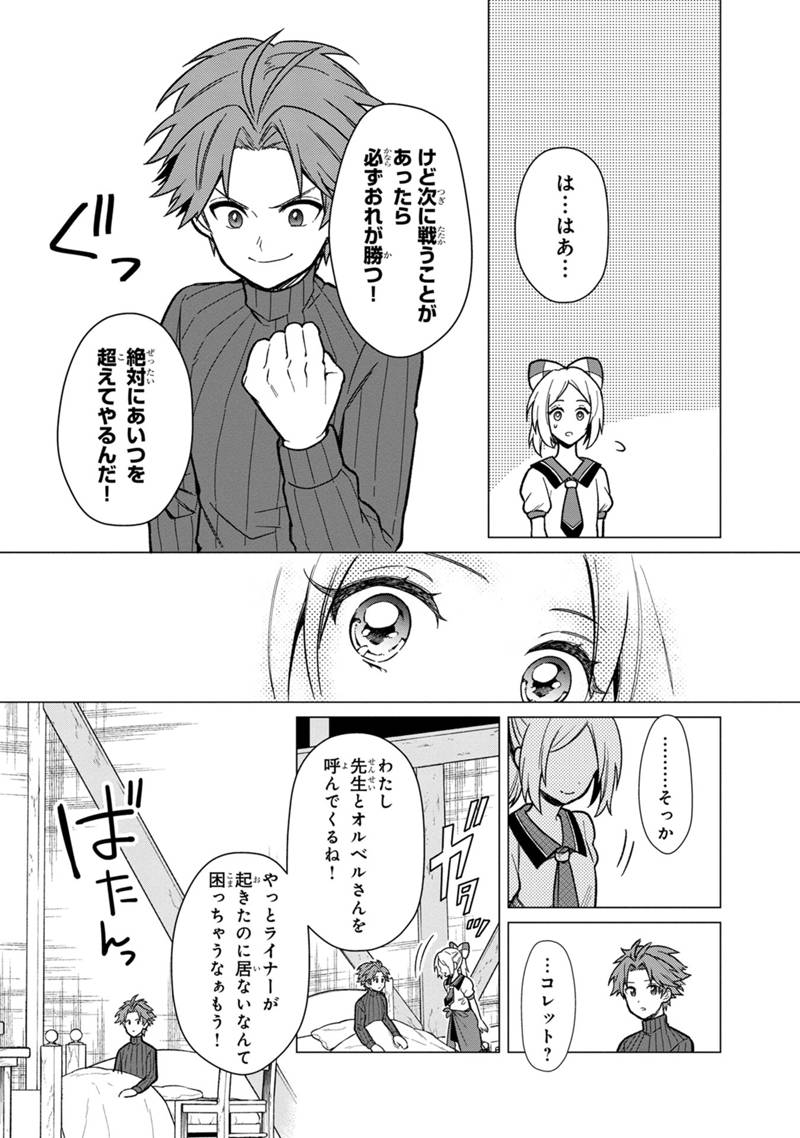 は…はあ…
けど次に戦うことが
あったら
必ずおれが勝つ！
ぐっ
絶対にあいつを
超えてやるんだ！
………そっか
…コレット？
わたし
先生とオルベルさんを
呼んでくるね！
ガタッ
やっとライナーが
起きたのに居ないなんて
困っちゃうなぁもう！
ばたんっ